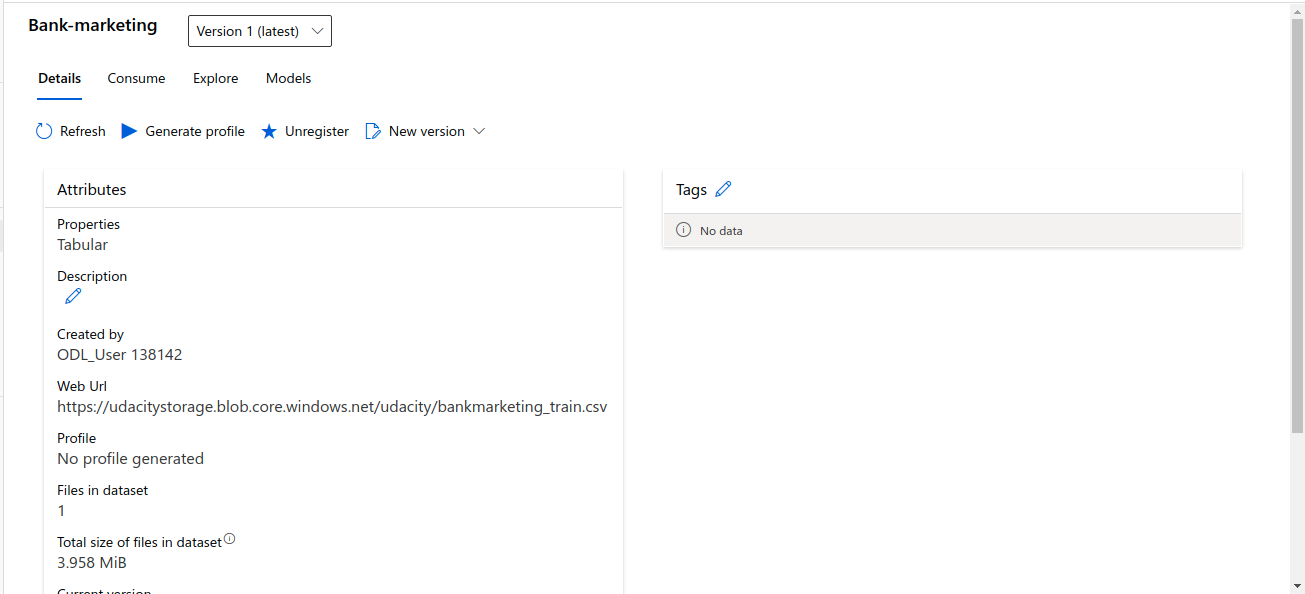 Bank-marketing
Version 1 (latest)
Details Consume Explore Models
Refresh Generate profile Unregister New version
Attributes
Properties
Tabular
Description
Created by
ODL_User 138142
Web Url
https://udacitystorage.blob.core.windows.net/udacity/bankmarketing_train.csv
Profile
No profile generated
Files in dataset
1
Total size of files in dataset
3.958 MiB
Current version
Tags
No data